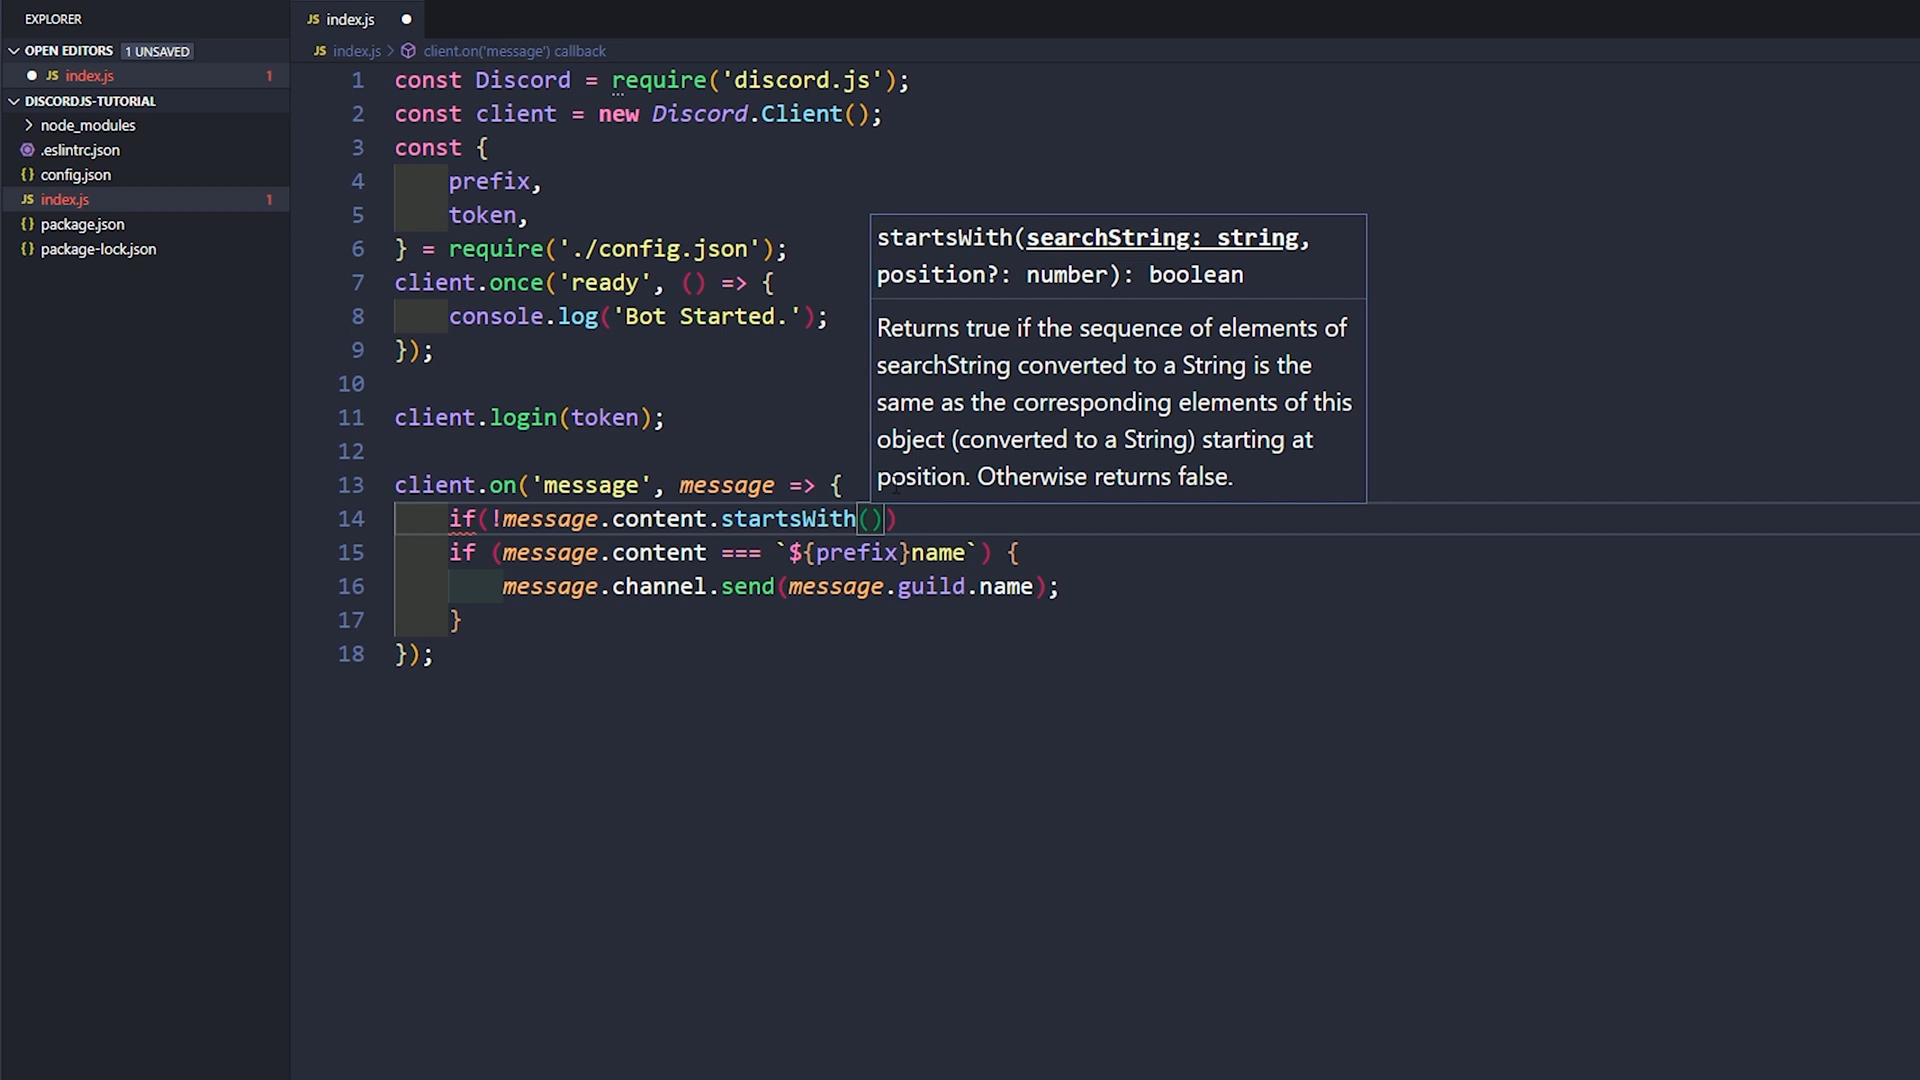 EXPLORER
OPEN EDITORS 1 UNSAVED
JS index.js 1
DISCORDJS-TUTORIAL
node_modules
.eslintrc.json
{} config.json
JS index.js 1
{} package.json
{} package-lock.json
JS index.js
JS index.js > client.on('message') callback
1 const Discord = require('discord.js');
2 const client = new Discord.Client();
3 const {
4 prefix,
5 token,
6 } = require('./config.json');
7 client.once('ready', () => {
8 console.log('Bot Started.');
9 });
10
11 client.login(token);
12
13 client.on('message', message => {
14 if(!message.content.startsWith())
15 if (message.content === `${prefix}name`) {
16 message.channel.send(message.guild.name);
17 }
18 });
startsWith(searchString: string,
position?: number): boolean
Returns true if the sequence of elements of
searchString converted to a String is the
same as the corresponding elements of this
object (converted to a String) starting at
position. Otherwise returns false.